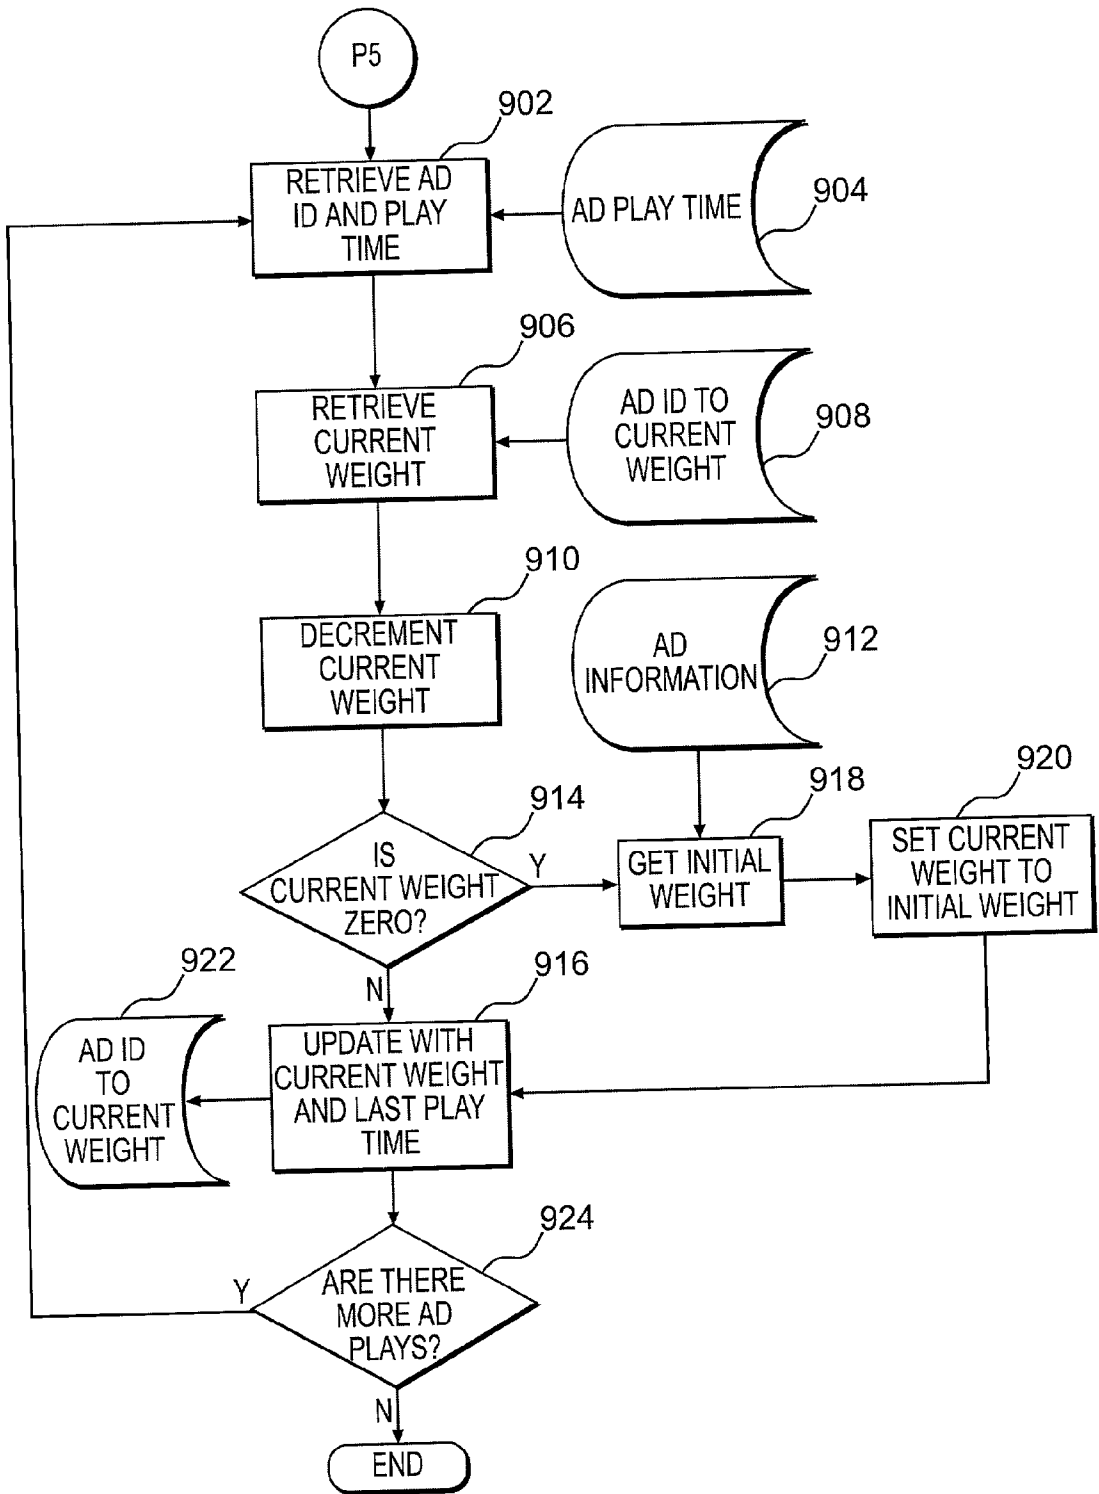 P5
902
RETRIEVE AD
ID AND PLAY
TIME
AD PLAY TIME
904
906
RETRIEVE
CURRENT
WEIGHT
AD ID TO
CURRENT
WEIGHT
908
910
DECREMENT
CURRENT
WEIGHT
AD
INFORMATION
912
914
IS
CURRENT WEIGHT
ZERO?
Y
918
GET INITIAL
WEIGHT
920
SET CURRENT
WEIGHT TO
INITIAL WEIGHT
N
916
UPDATE WITH
CURRENT WEIGHT
AND LAST PLAY
TIME
922
AD ID
TO
CURRENT
WEIGHT
924
ARE THERE
MORE AD
PLAYS?
Y
N
END